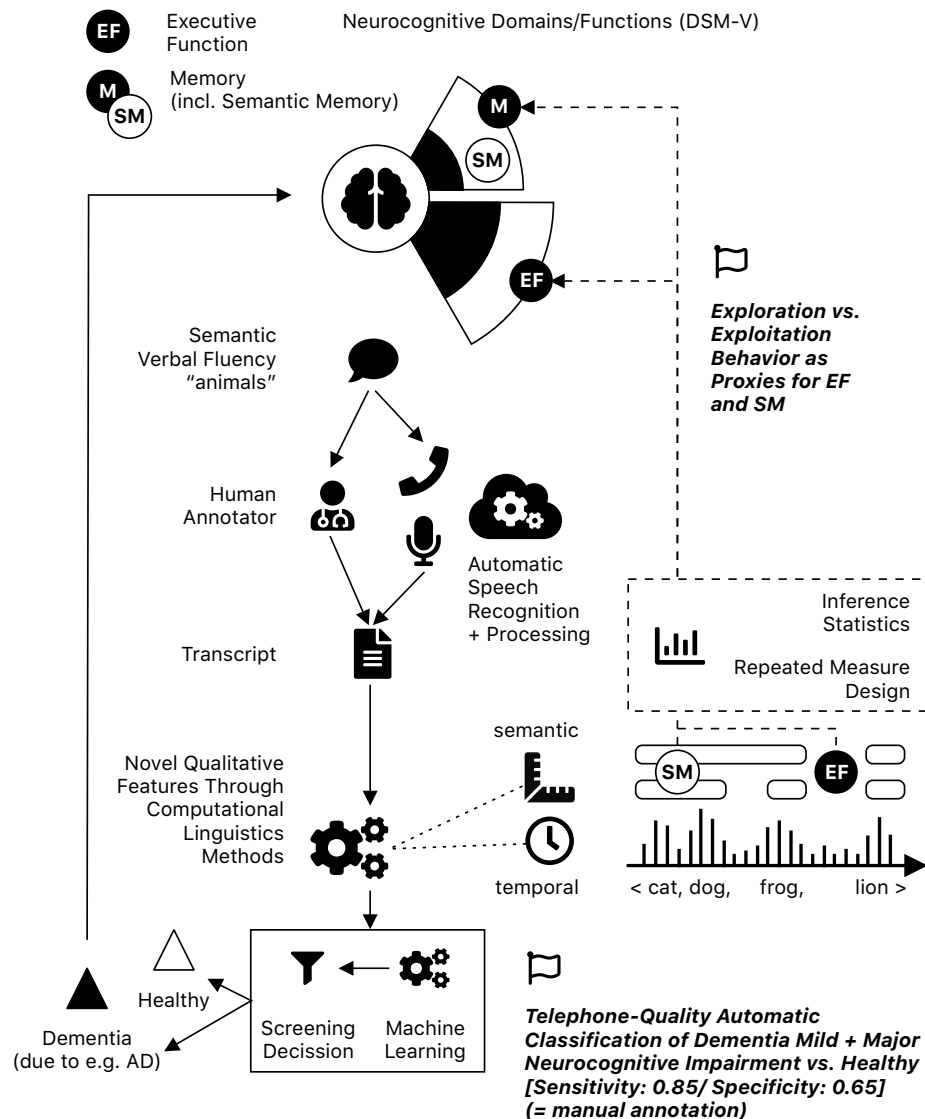 EF
Executive
Function
Neurocognitive Domains/Functions (DSM-V)
M
SM
Memory
(incl. Semantic Memory)
M
SM
EF
Exploration vs.
Exploitation
Behavior as
Proxies for EF
and SM
Semantic
Verbal Fluency
“animals”
Human
Annotator
Automatic
Speech
Recognition
+ Processing
Transcript
Inference
Statistics
Repeated Measure
Design
Novel Qualitative
Features Through
Computational
Linguistics
Methods
semantic
temporal
SM
EF
< cat, dog, frog, lion >
Healthy
Dementia
(due to e.g. AD)
Screening
Decission
Machine
Learning
Telephone-Quality Automatic
Classification of Dementia Mild + Major
Neurocognitive Impairment vs. Healthy
[Sensitivity: 0.85/ Specificity: 0.65]
(= manual annotation)